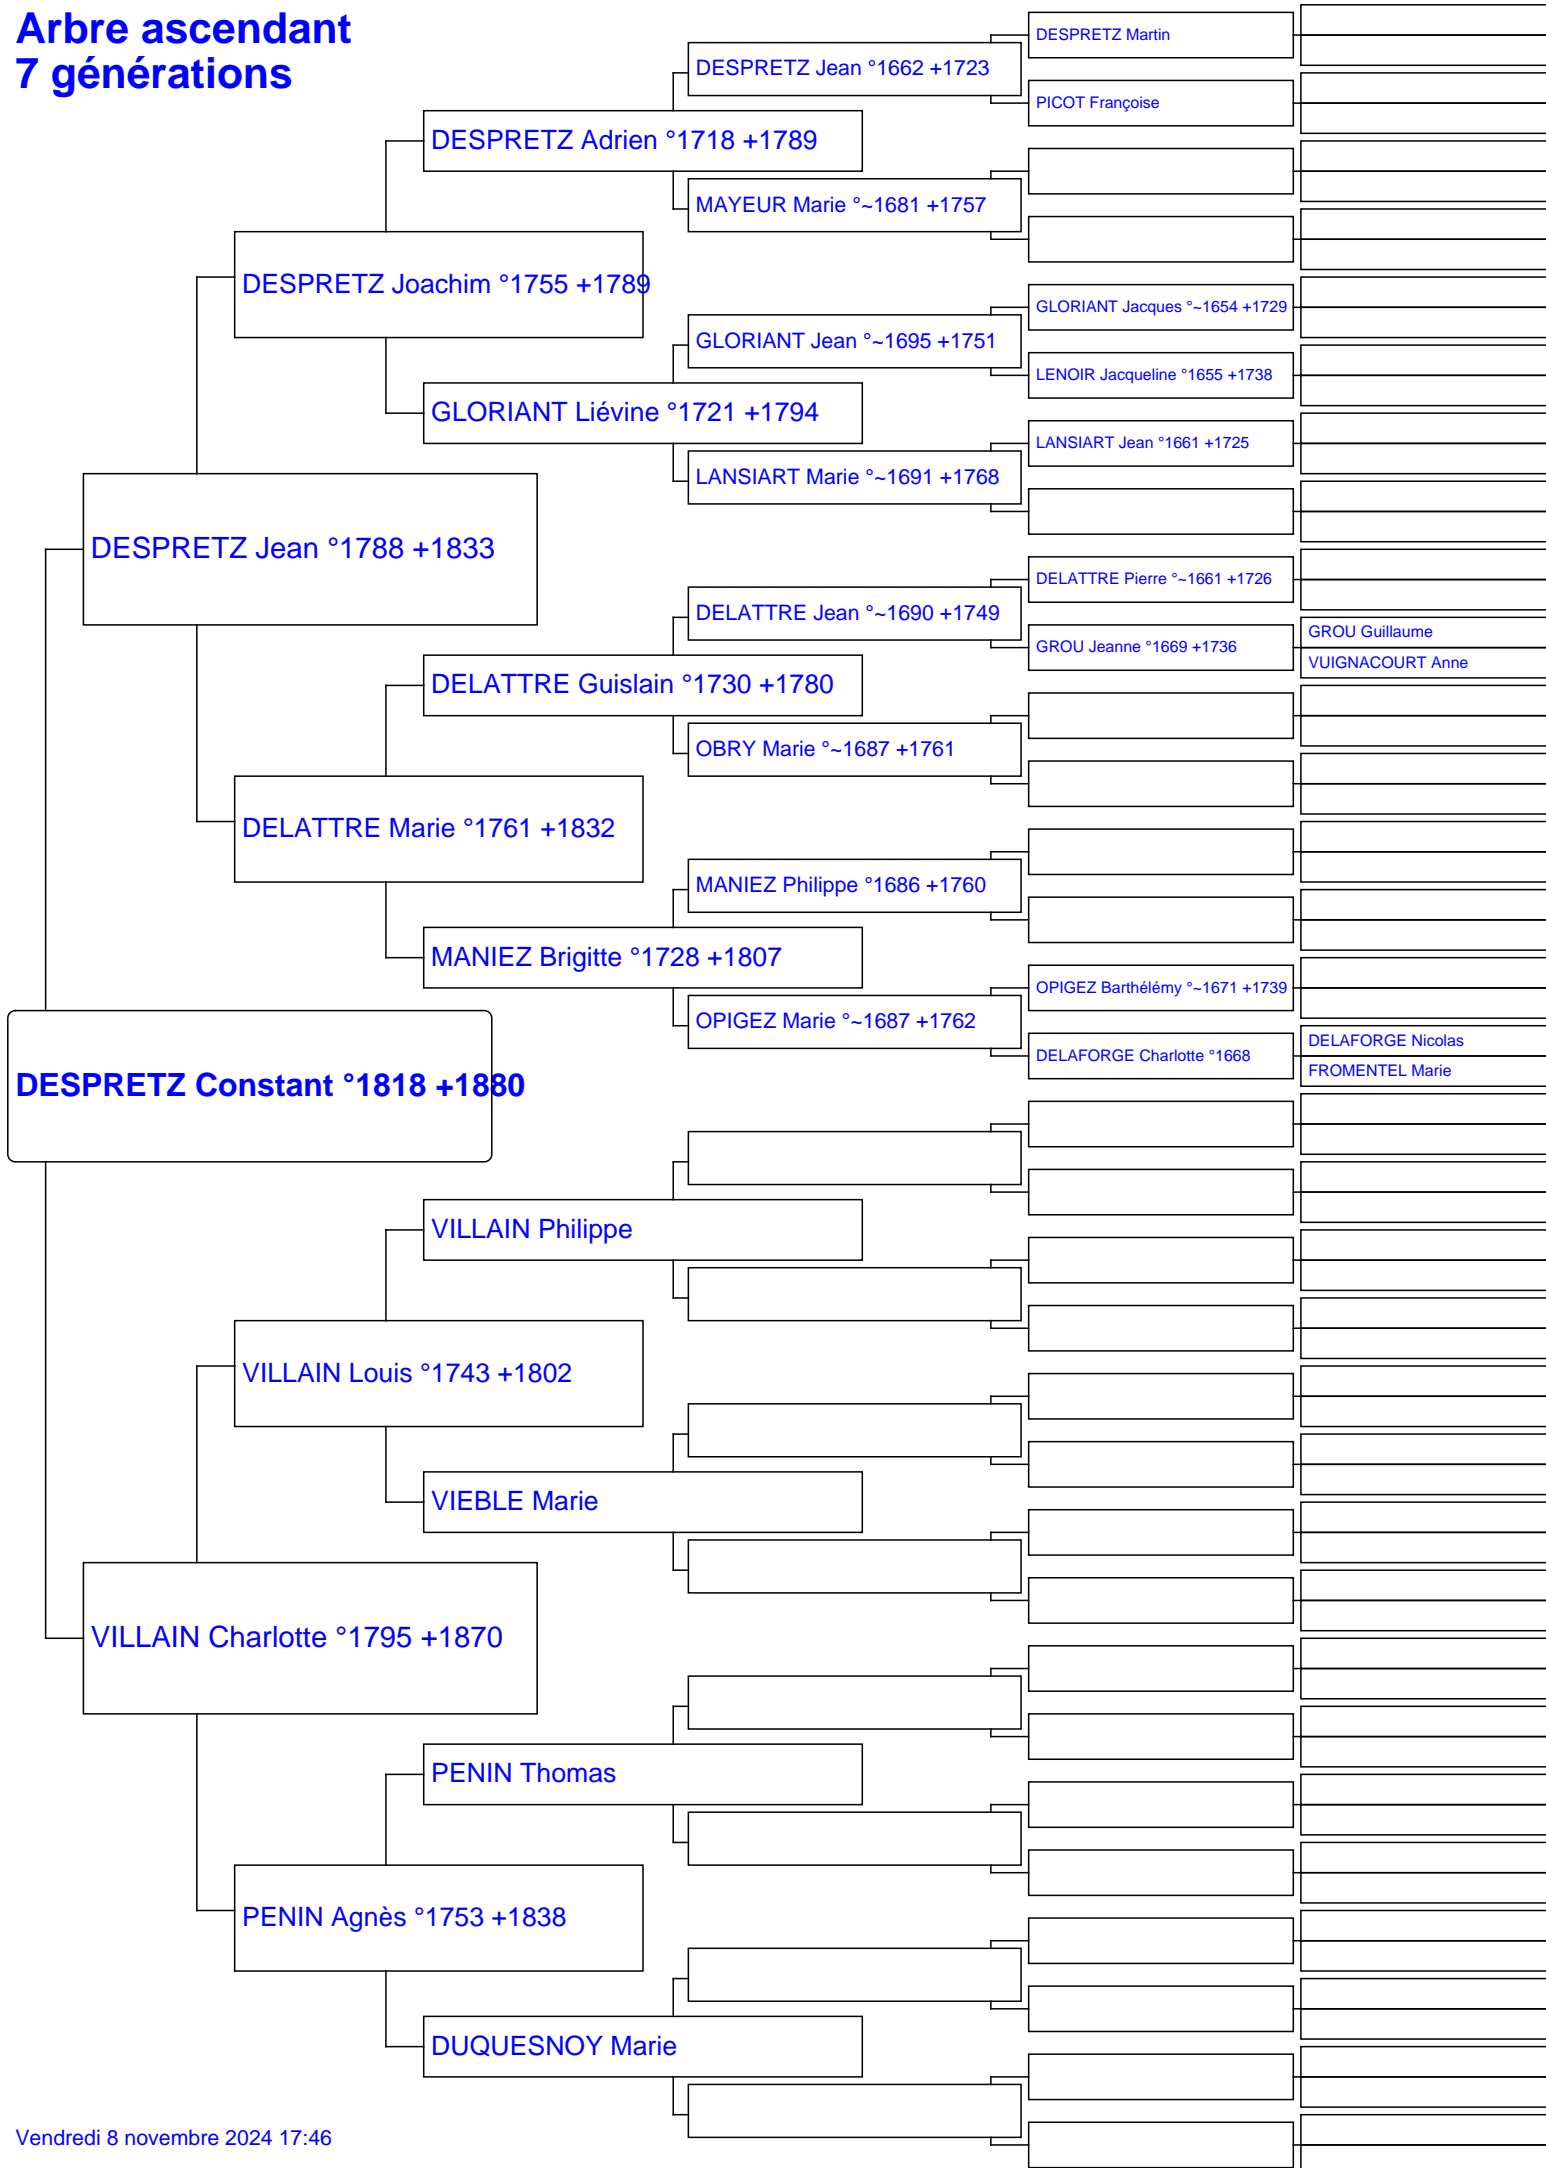 Arbre ascendant
7 générations
DESPRETZ Martin
DESPRETZ Jean °1662 +1723
PICOT Françoise
DESPRETZ Adrien °1718 +1789
MAYEUR Marie °~1681 +1757
DESPRETZ Joachim °1755 +1789
GLORIANT Jacques °~1654 +1729
GLORIANT Jean °~1695 +1751
LENOIR Jacqueline °1655 +1738
GLORIANT Liévine °1721 +1794
LANSIART Jean °1661 +1725
LANSIART Marie °~1691 +1768
DESPRETZ Jean °1788 +1833
DELATTRE Pierre °~1661 +1726
DELATTRE Jean °~1690 +1749
GROU Guillaume
GROU Jeanne °1669 +1736
VUIGNACOURT Anne
DELATTRE Guislain °1730 +1780
OBRY Marie °~1687 +1761
DELATTRE Marie °1761 +1832
MANIEZ Philippe °1686 +1760
MANIEZ Brigitte °1728 +1807
OPIGEZ Barthélémy °~1671 +1739
OPIGEZ Marie °~1687 +1762
DELAFORGE Nicolas
DELAFORGE Charlotte °1668
FROMENTEL Marie
DESPRETZ Constant °1818 +1880
VILLAIN Philippe
VILLAIN Louis °1743 +1802
VIEBLE Marie
VILLAIN Charlotte °1795 +1870
PENIN Thomas
PENIN Agnès °1753 +1838
DUQUESNOY Marie
Vendredi 8 novembre 2024 17:46